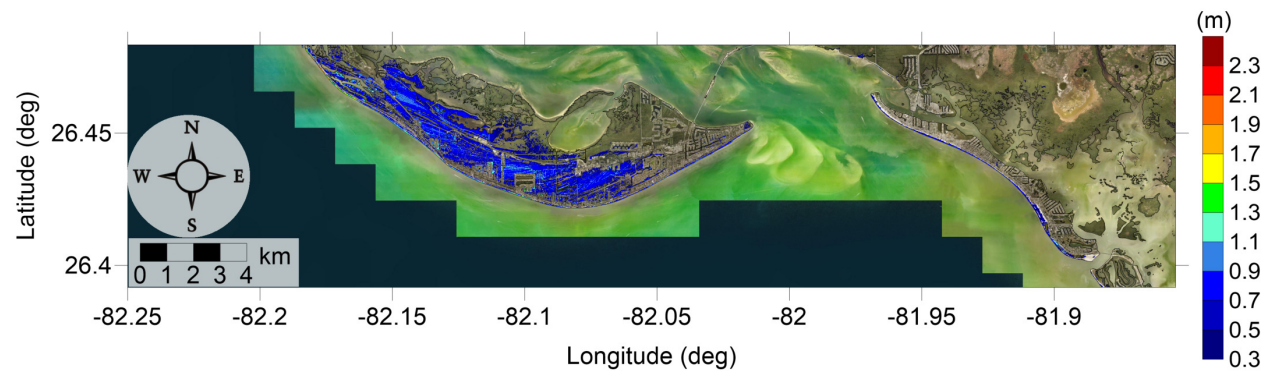 (m)
2.3
2.1
1.9
1.7
1.5
1.3
1.1
0.9
0.7
0.5
0.3
Latitude (deg)
26.45
26.4
N
W E
S
km
0 1 2 3 4
-82.25 -82.2 -82.15 -82.1 -82.05 -82 -81.95 -81.9
Longitude (deg)